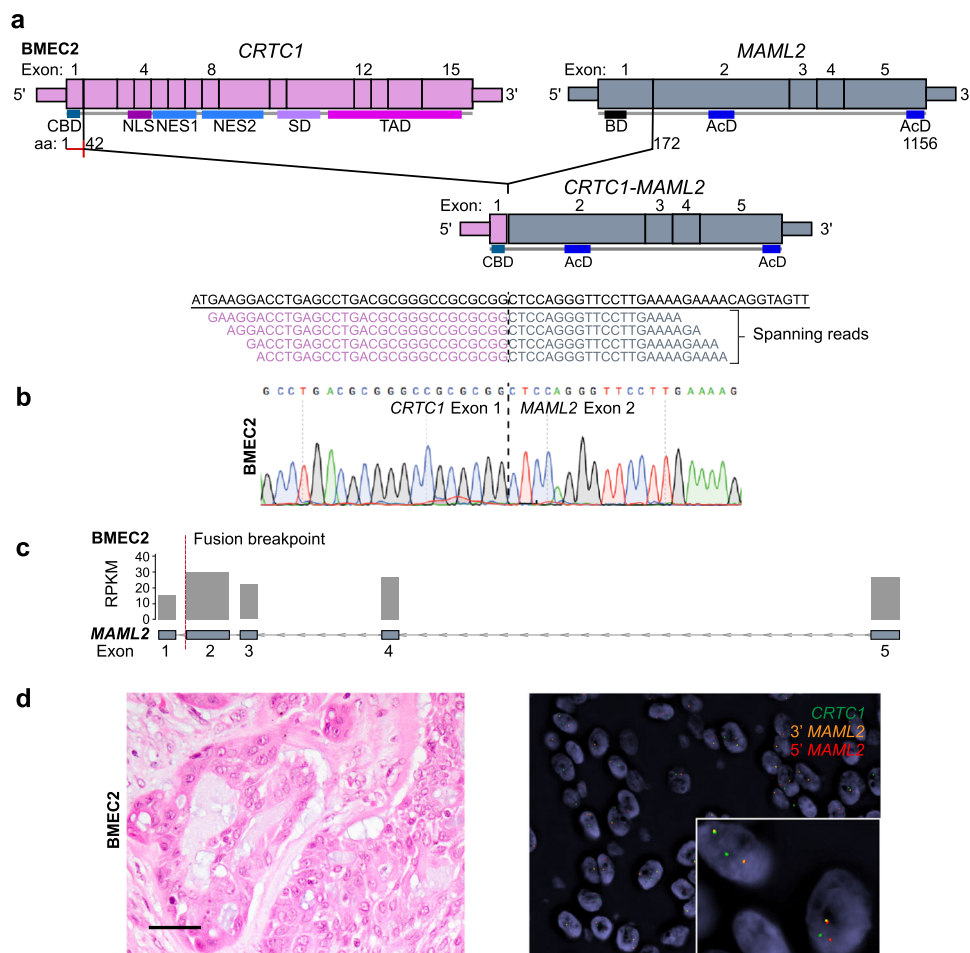 a
BMEC2
CRTC1
MAML2
Exon: 1 4 8 12 15
Exon: 1 2 3 4 5
5' 3'
5' 3
CBD NLS NES1 NES2 SD TAD
BD AcD AcD
aa: 1 42
172 1156
CRTC1-MAML2
Exon: 1 2 3 4 5
5' 3'
CBD AcD AcD
ATGAAGGACCTGAGCCTGACGCGGGCCGCGCGGCTCCAGGGTTCCTTGAAAAGAAAACAGGTAGTT
GAAGGACCTGAGCCTGACGCGGGCCGCGCGGCTCCAGGGTTCCTTGAAAA
AGGACCTGAGCCTGACGCGGGCCGCGCGGCTCCAGGGTTCCTTGAAAAGA
GACCTGAGCCTGACGCGGGCCGCGCGGCTCCAGGGTTCCTTGAAAAGAAA
ACCTGAGCCTGACGCGGGCCGCGCGGCTCCAGGGTTCCTTGAAAAGAAAA
Spanning reads
b
G C C T G A C G C G G G C C G C G C G G C T C C A G G G T T C C T T G A A A A G
CRTC1 Exon 1 MAML2 Exon 2
BMEC2
c
BMEC2
Fusion breakpoint
RPKM
40
30
20
10
0
MAML2
Exon 1 2 3 4 5
d
BMEC2
CRTC1
3' MAML2
5' MAML2